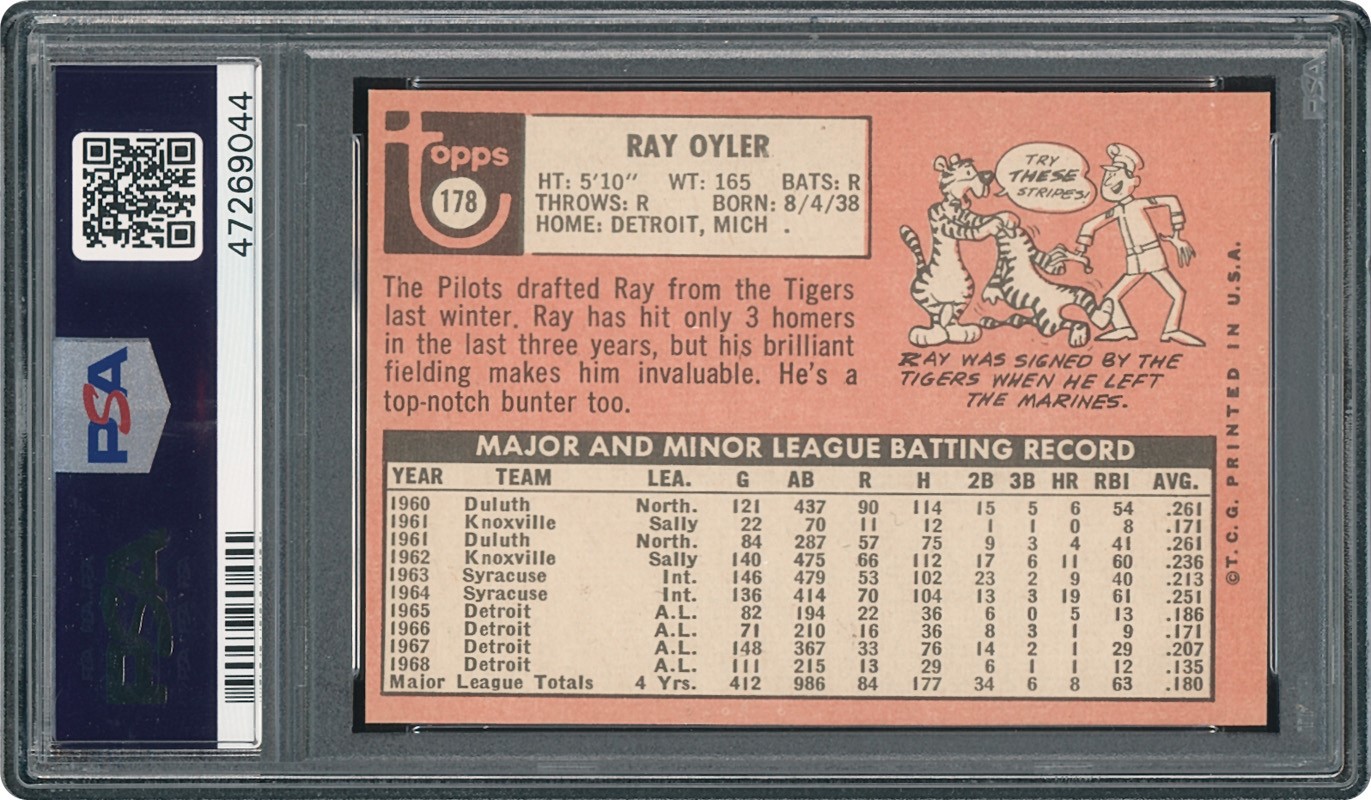 47269044
PSA
PSA
topps
178
RAY OYLER
HT: 5'10" WT: 165 BATS: R
THROWS: R BORN: 8/4/38
HOME: DETROIT, MICH .
TRY
THESE
STRIPES!
The Pilots drafted Ray from the Tigers
last winter. Ray has hit only 3 homers
in the last three years, but his brilliant
fielding makes him invaluable. He's a
top-notch bunter too.
RAY WAS SIGNED BY THE
TIGERS WHEN HE LEFT
THE MARINES.
MAJOR AND MINOR LEAGUE BATTING RECORD
YEAR TEAM LEA. G AB R H 2B 3B HR RBI AVG.
1960 Duluth North. 121 437 90 114 15 5 6 54 .261
1961 Knoxville Sally 22 70 11 12 1 1 0 8 .171
1961 Duluth North. 84 287 57 75 9 3 4 41 .261
1962 Knoxville Sally 140 475 66 112 17 6 11 60 .236
1963 Syracuse Int. 146 479 53 102 23 2 9 40 .213
1964 Syracuse Int. 136 414 70 104 13 3 19 61 .251
1965 Detroit A.L. 82 194 22 36 6 0 5 13 .186
1966 Detroit A.L. 71 210 16 36 8 3 1 9 .171
1967 Detroit A.L. 148 367 33 76 14 2 1 29 .207
1968 Detroit A.L. 111 215 13 29 6 1 1 12 .135
Major League Totals 4 Yrs. 412 986 84 177 34 6 8 63 .180
©T.C.G. PRINTED IN U.S.A.
PSA